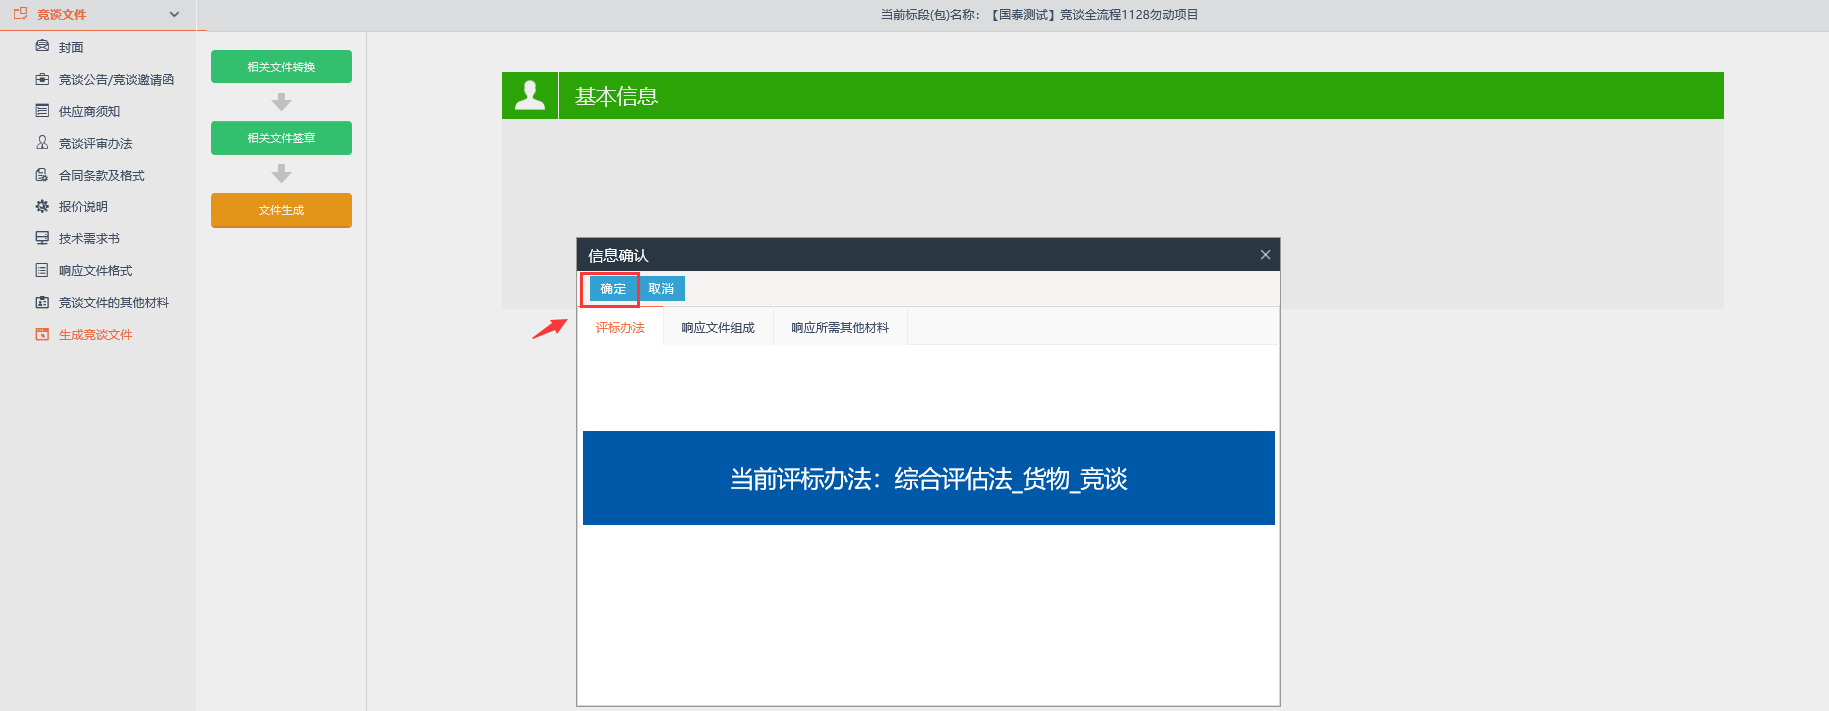 竞谈文件
当前标段(包)名称：【国泰测试】竞谈全流程1128勿动项目
封面
竞谈公告/竞谈邀请函
供应商须知
竞谈评审办法
合同条款及格式
报价说明
技术需求书
响应文件格式
竞谈文件的其他材料
生成竞谈文件
相关文件转换
相关文件签章
文件生成
基本信息
信息确认
确定 取消
评标办法 响应文件组成 响应所需其他材料
当前评标办法：综合评估法_货物_竞谈